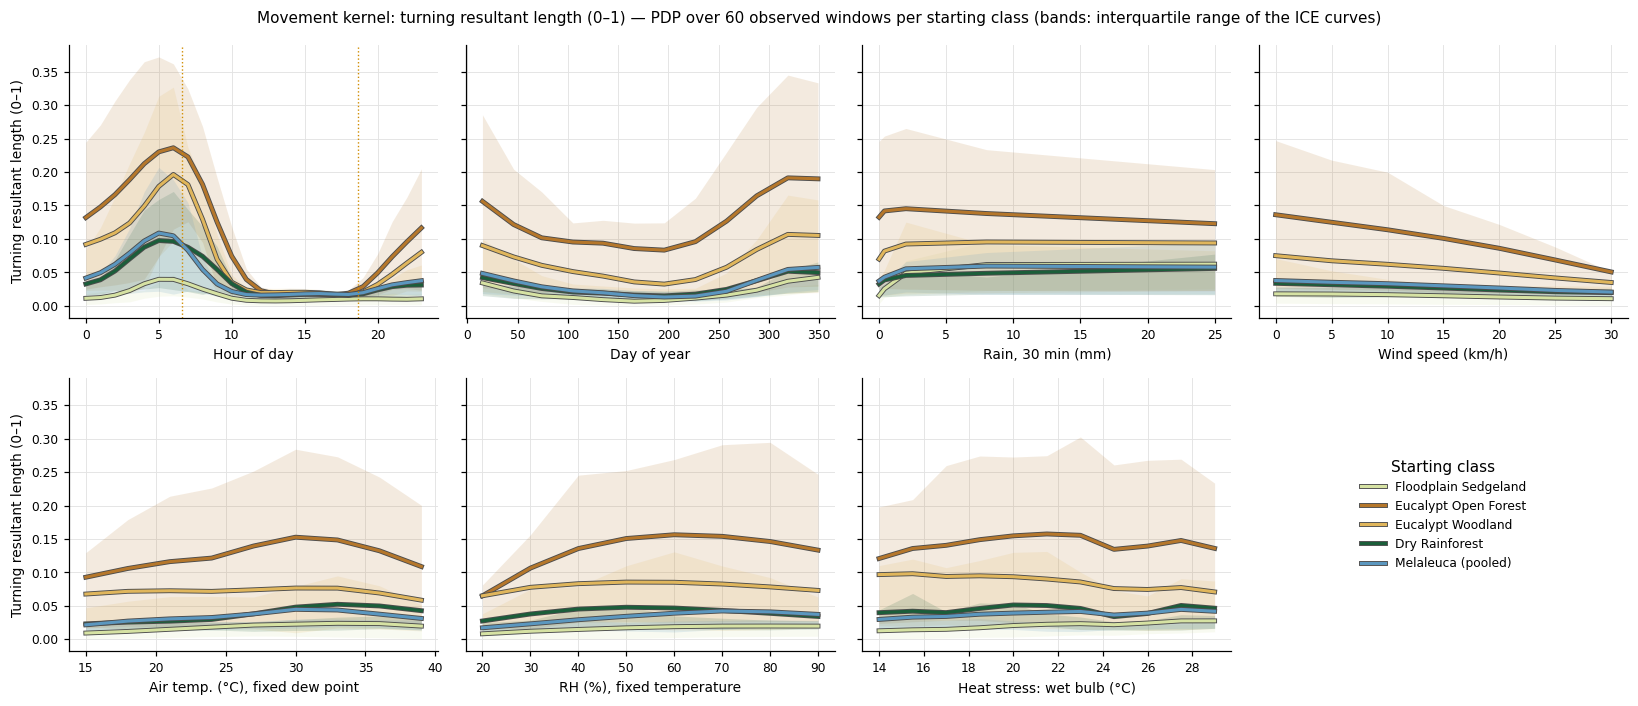 Movement kernel: turning resultant length (0–1) — PDP over 60 observed windows per starting class (bands: interquartile range of the ICE curves)
Turning resultant length (0–1)
0.35
0.30
0.25
0.20
0.15
0.10
0.05
0.00
0 5 10 15 20
Hour of day
0 50 100 150 200 250 300 350
Day of year
0 5 10 15 20 25
Rain, 30 min (mm)
0 5 10 15 20 25 30
Wind speed (km/h)
Turning resultant length (0–1)
0.35
0.30
0.25
0.20
0.15
0.10
0.05
0.00
15 20 25 30 35 40
Air temp. (°C), fixed dew point
20 30 40 50 60 70 80 90
RH (%), fixed temperature
14 16 18 20 22 24 26 28
Heat stress: wet bulb (°C)
Starting class
Floodplain Sedgeland
Eucalypt Open Forest
Eucalypt Woodland
Dry Rainforest
Melaleuca (pooled)